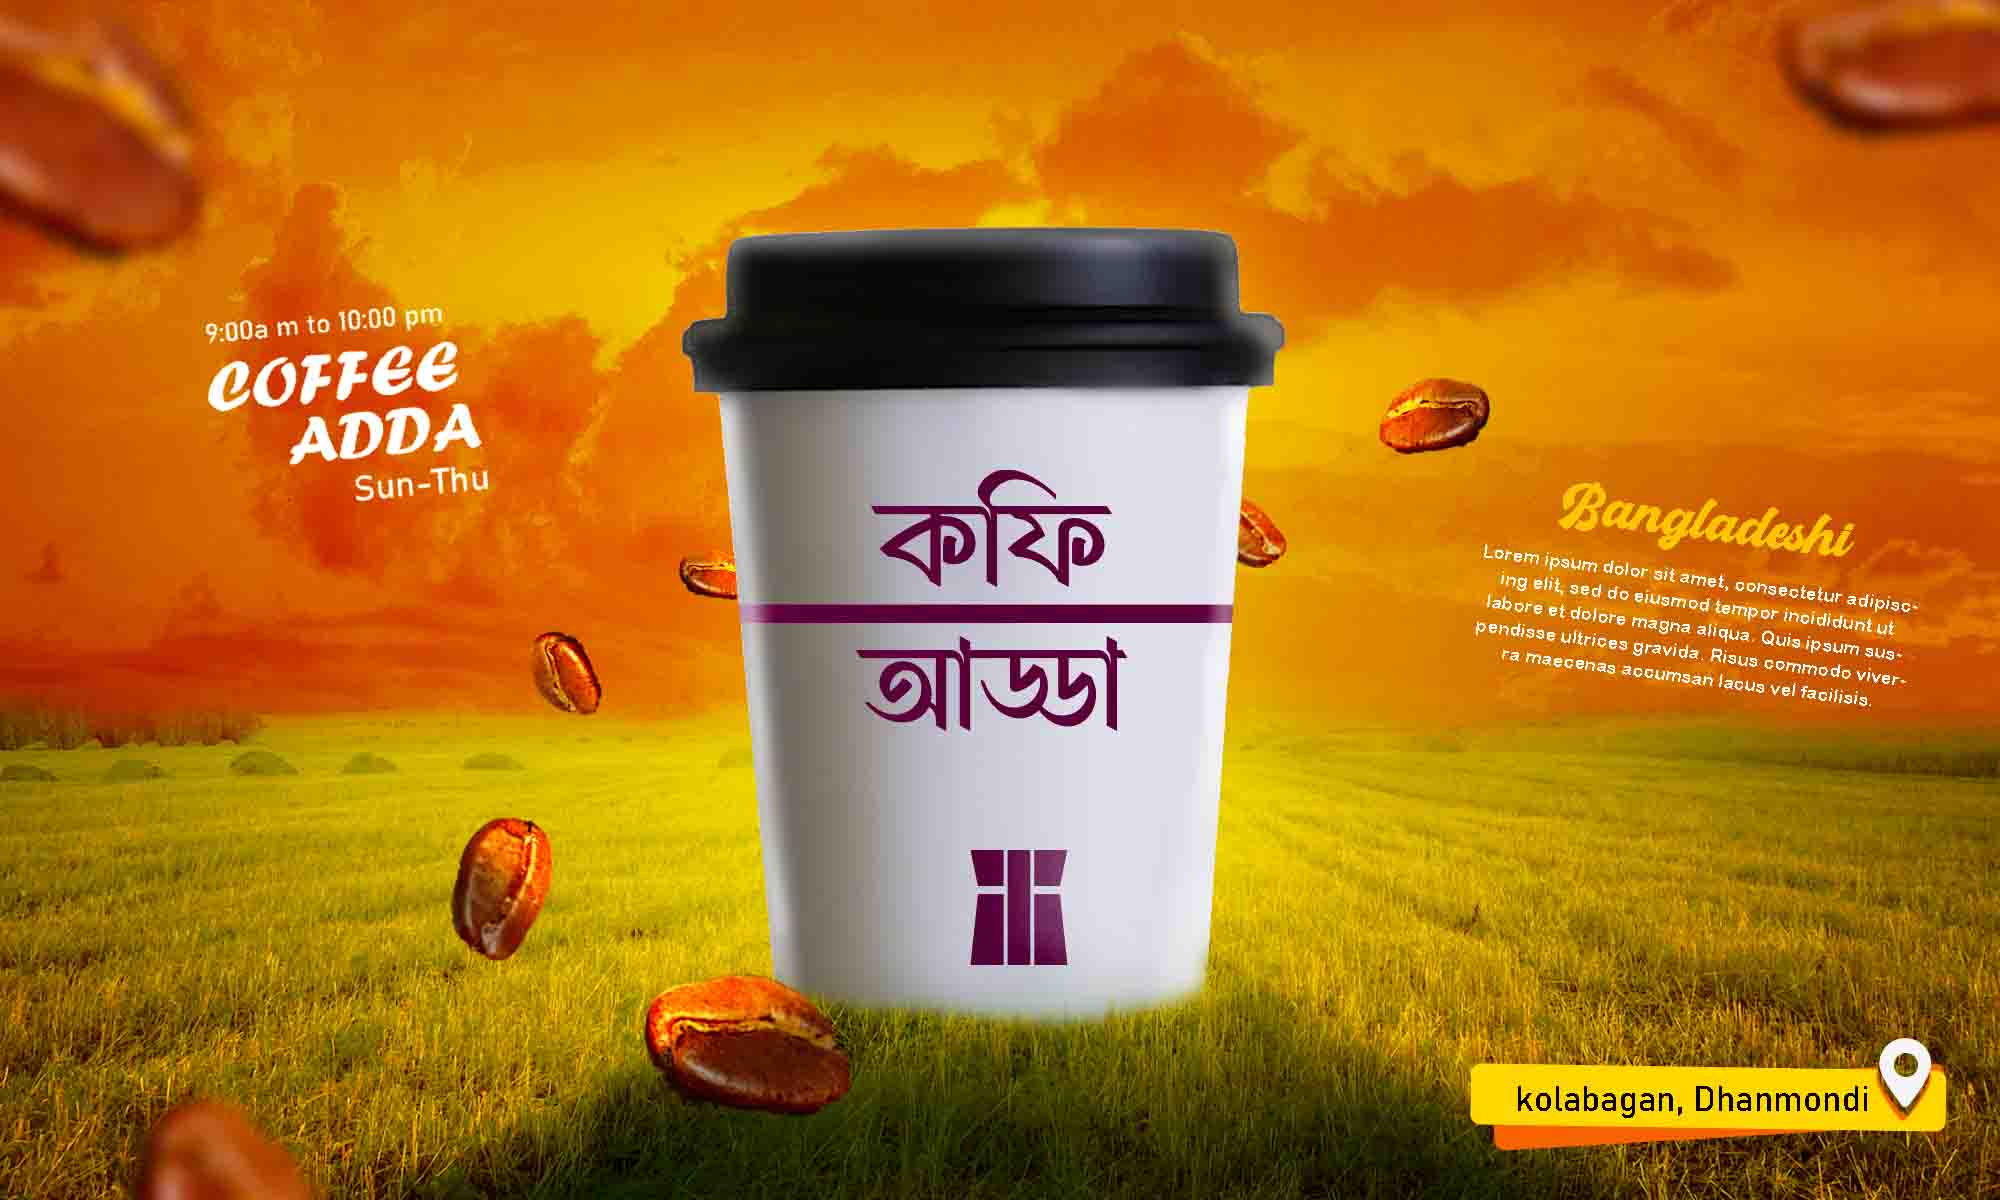 9:00a m to 10:00 pm
COFFEE
ADDA
Sun-Thu
কফি
আড্ডা
Bangladeshi
Lorem ipsum dolor sit amet, consectetur adipisc-
ing elit, sed do eiusmod tempor incididunt ut
labore et dolore magna aliqua. Quis ipsum sus-
pendisse ultrices gravida. Risus commodo viver-
ra maecenas accumsan lacus vel facilisis.
kolabagan, Dhanmondi